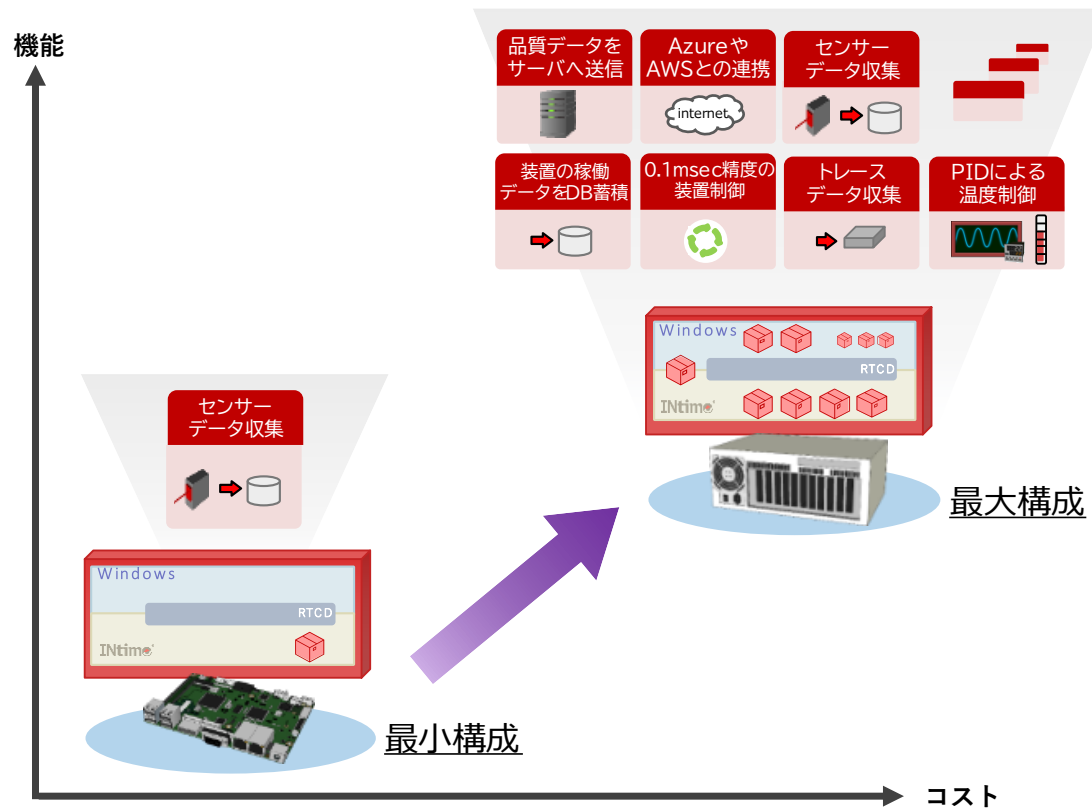 機能
品質データを
サーバへ送信
Azureや
AWSとの連携
internet
センサー
データ収集
装置の稼働
データをDB蓄積
0.1msec精度の
装置制御
トレース
データ収集
PIDによる
温度制御
Windows
RTCD
INtime
最大構成
センサー
データ収集
Windows
RTCD
INtime
最小構成
コスト